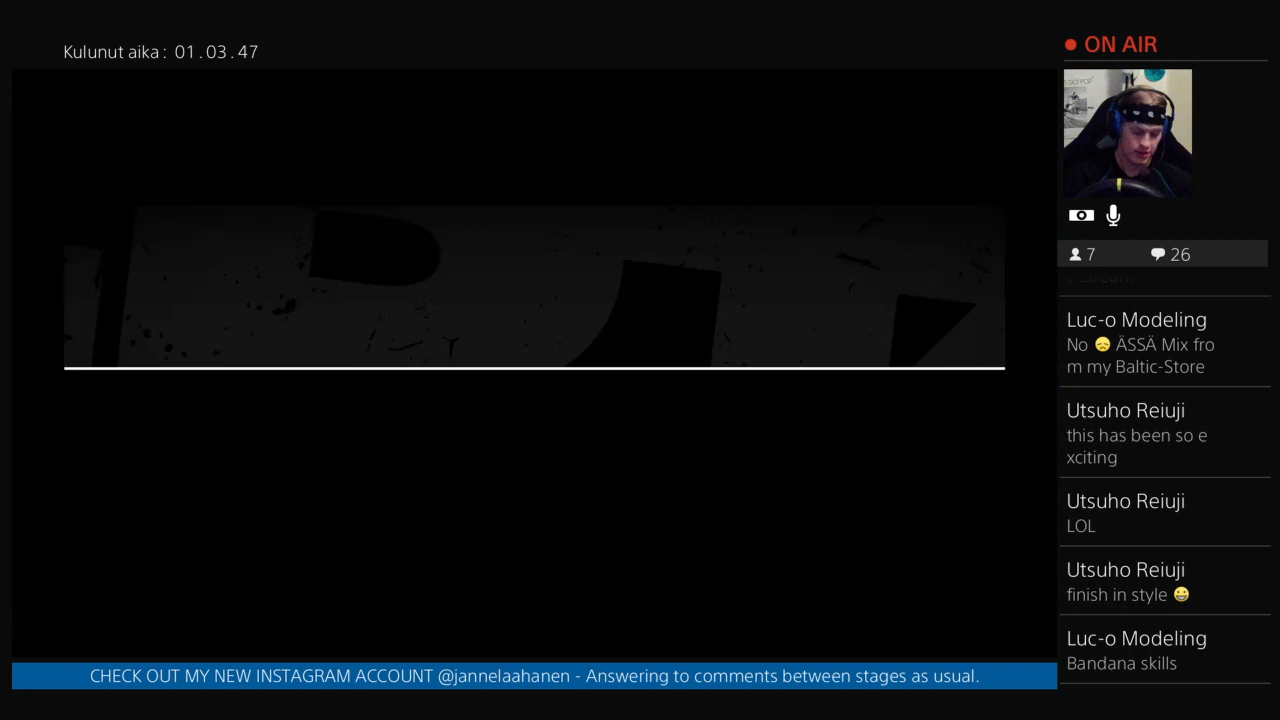 Kulunut aika: 01.03.47
ON AIR
7 26
Luc-o Modeling
No 😞 ÄSSÄ Mix fro
m my Baltic-Store
Utsuho Reiuji
this has been so e
xciting
Utsuho Reiuji
LOL
Utsuho Reiuji
finish in style 😀
Luc-o Modeling
Bandana skills
CHECK OUT MY NEW INSTAGRAM ACCOUNT @jannelaahanen - Answering to comments between stages as usual.